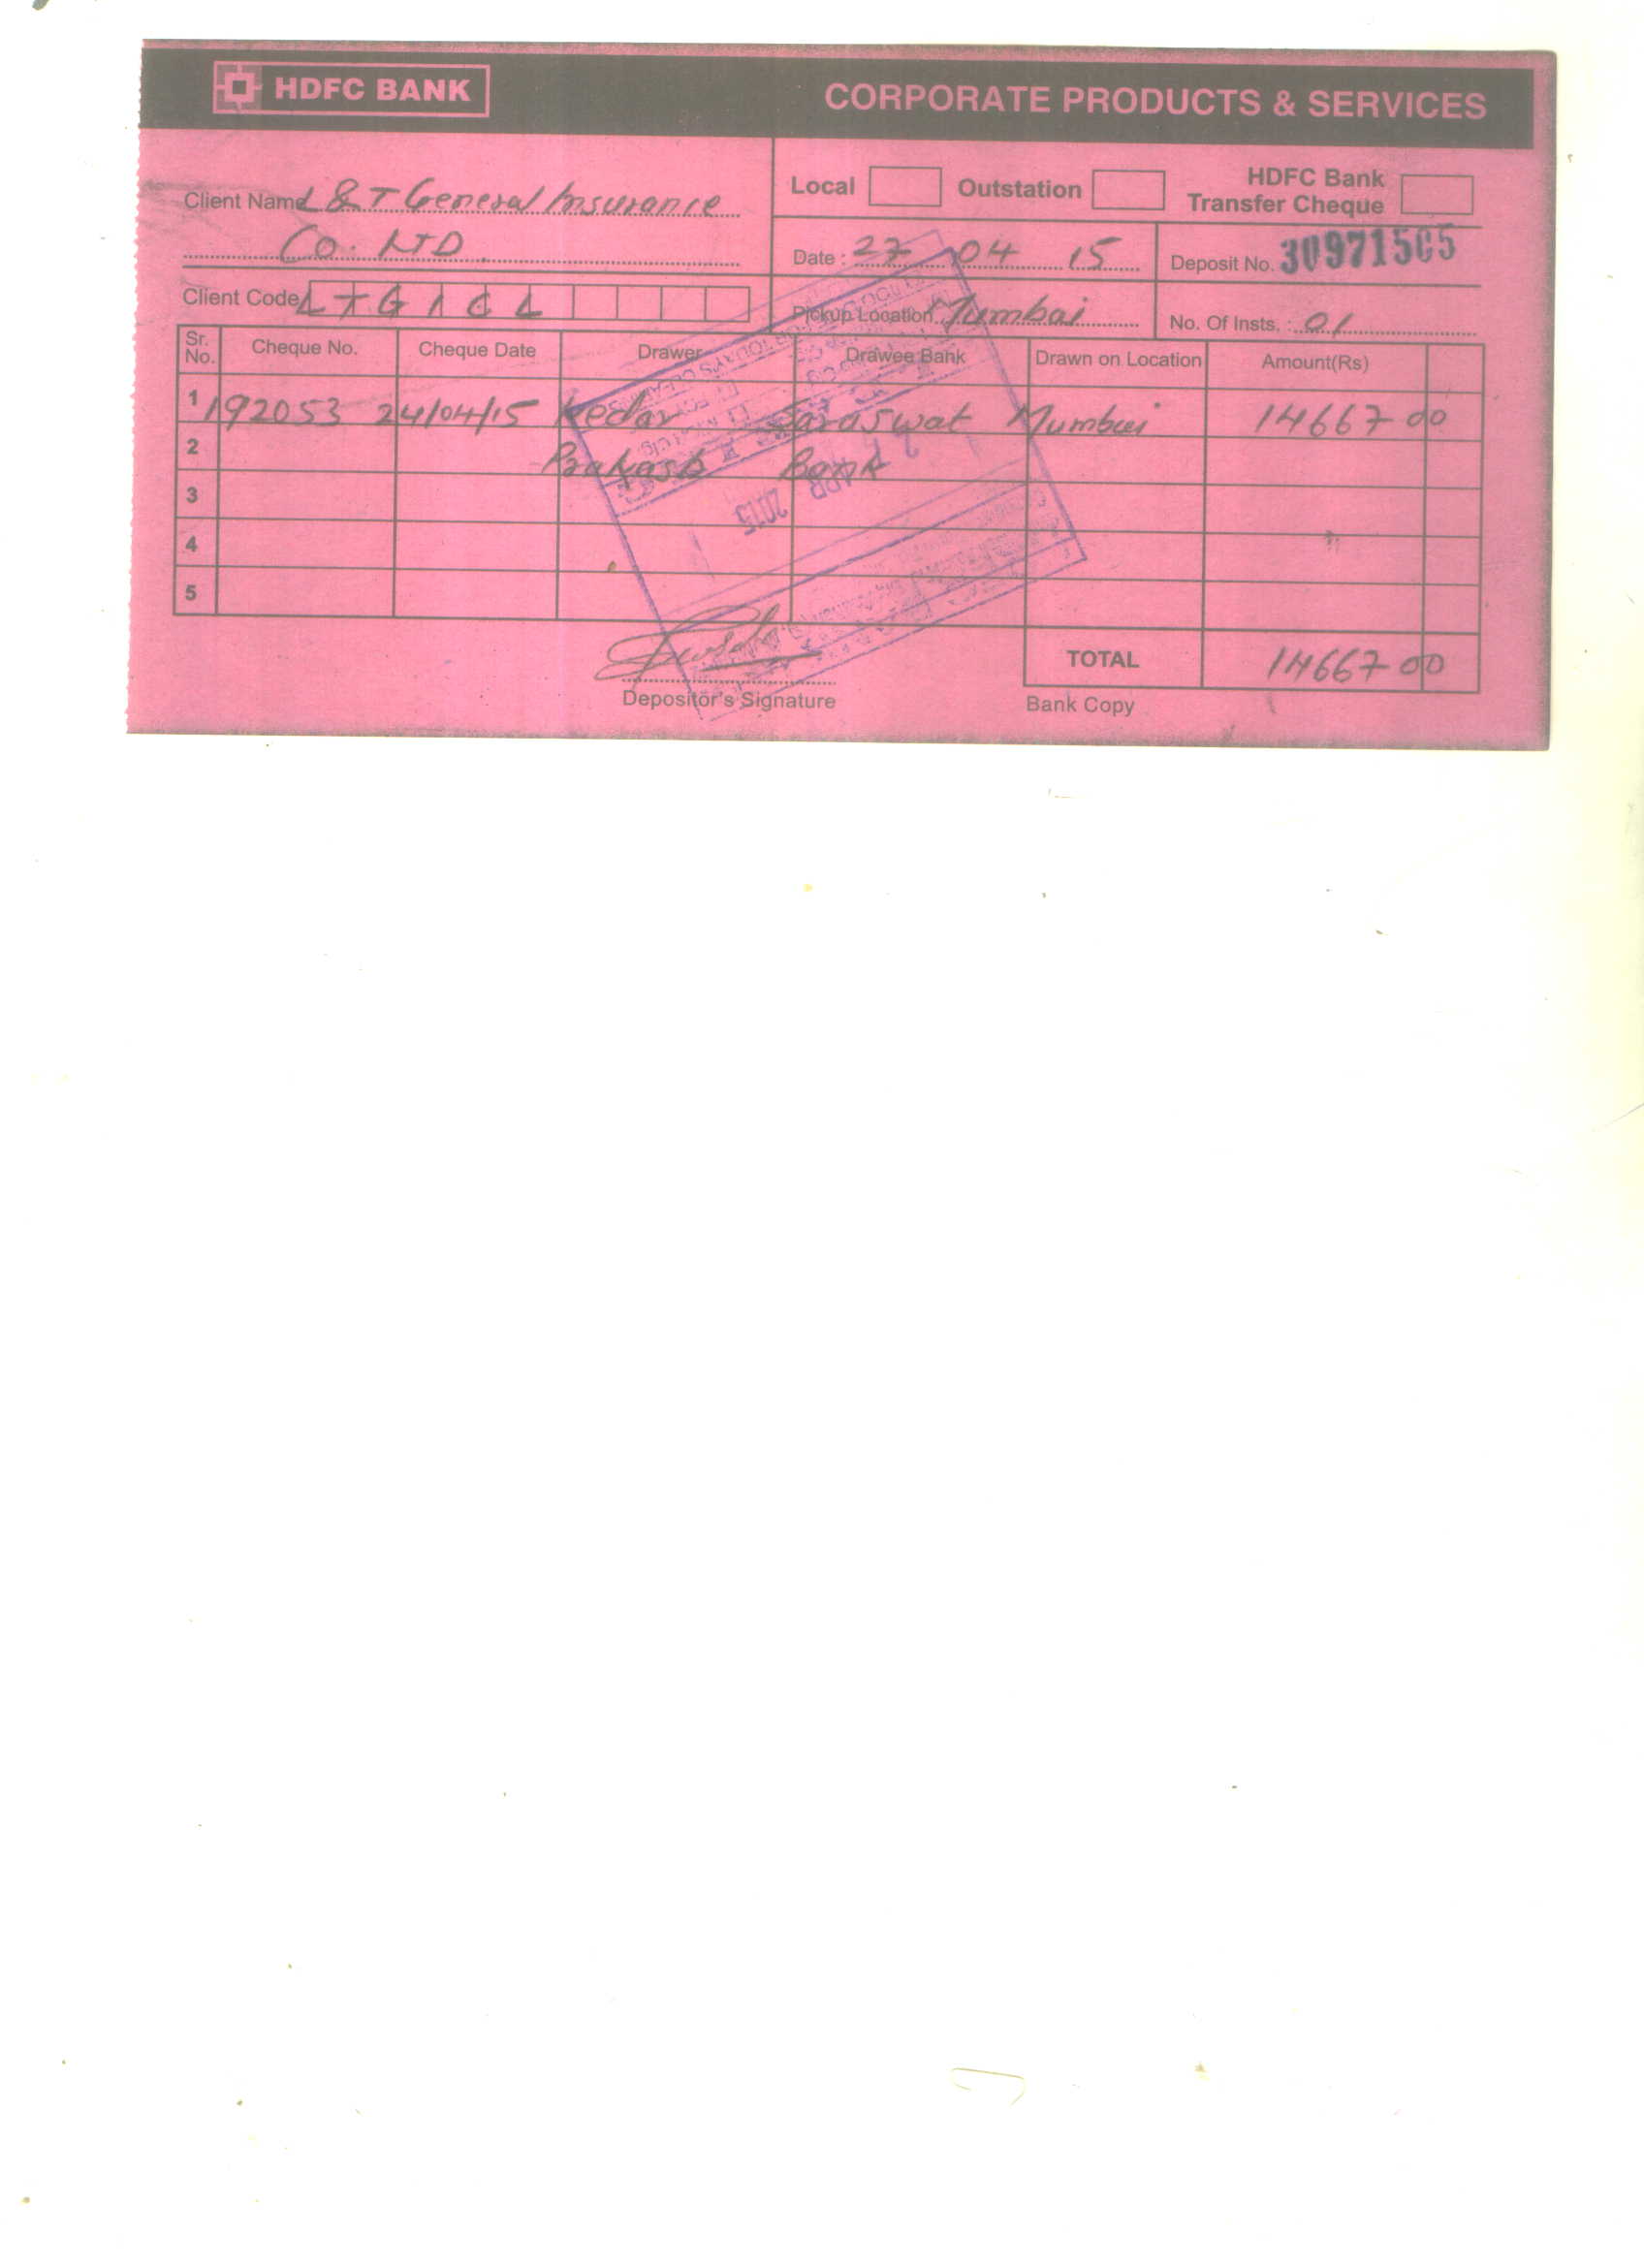 HDFC BANK
CORPORATE PRODUCTS & SERVICES
Client Name L & T General Insurance
Co. LTD.
Client Code L T G I C L
Local Outstation HDFC Bank Transfer Cheque
Date : 27 04 15 Deposit No. 30971505
Pickup Location Mumbai No. Of Insts. : 01
Sr. No. Cheque No. Cheque Date Drawer Drawee Bank Drawn on Location Amount(Rs)
1 192053 24/04/15 Kedar Saraswat Mumbai 14667 00
2 Prakash Bank
3
4
5
APR 2015
TOTAL 14667 00
Depositor's Signature Bank Copy